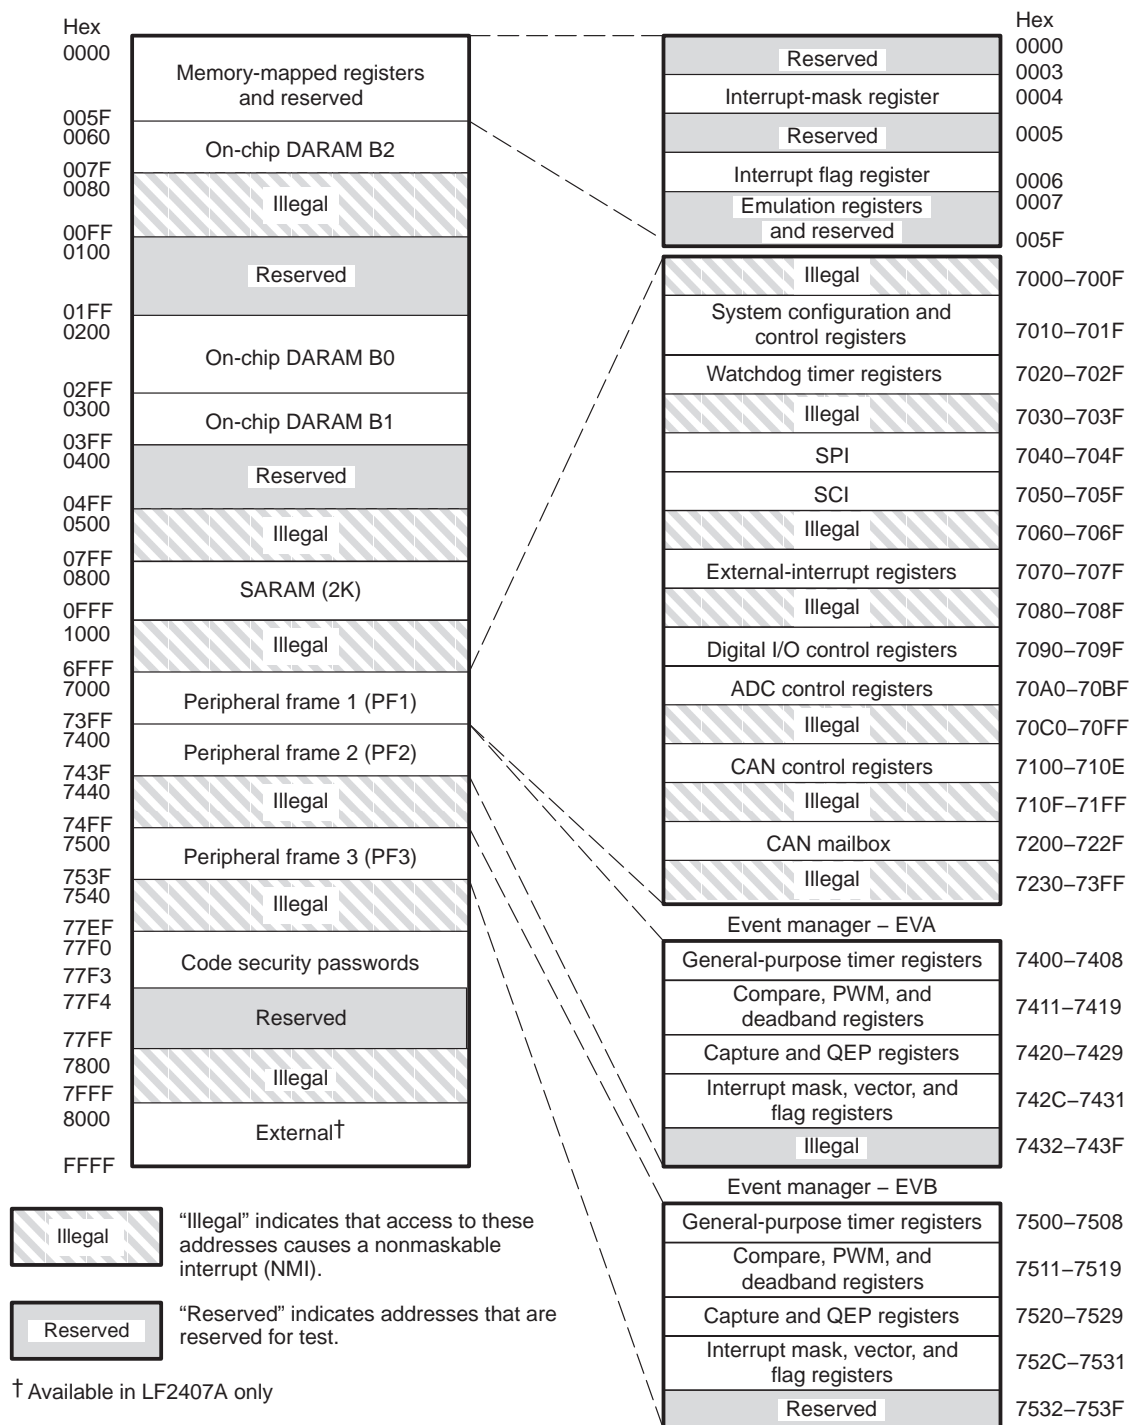 Hex
0000
Memory-mapped registers
and reserved
005F
0060
On-chip DARAM B2
007F
0080
Illegal
00FF
0100
Reserved
01FF
0200
On-chip DARAM B0
02FF
0300
On-chip DARAM B1
03FF
0400
Reserved
04FF
0500
Illegal
07FF
0800
SARAM (2K)
0FFF
1000
Illegal
6FFF
7000
Peripheral frame 1 (PF1)
73FF
7400
Peripheral frame 2 (PF2)
743F
7440
Illegal
74FF
7500
Peripheral frame 3 (PF3)
753F
7540
Illegal
77EF
77F0
Code security passwords
77F3
77F4
Reserved
77FF
7800
Illegal
7FFF
8000
External†
FFFF
Hex
0000
Reserved
0003
Interrupt-mask register
0004
Reserved
0005
Interrupt flag register
0006
0007
Emulation registers
and reserved
005F
Illegal
7000–700F
System configuration and
control registers
7010–701F
Watchdog timer registers
7020–702F
Illegal
7030–703F
SPI
7040–704F
SCI
7050–705F
Illegal
7060–706F
External-interrupt registers
7070–707F
Illegal
7080–708F
Digital I/O control registers
7090–709F
ADC control registers
70A0–70BF
Illegal
70C0–70FF
CAN control registers
7100–710E
Illegal
710F–71FF
CAN mailbox
7200–722F
Illegal
7230–73FF
Event manager – EVA
General-purpose timer registers
7400–7408
Compare, PWM, and
deadband registers
7411–7419
Capture and QEP registers
7420–7429
Interrupt mask, vector, and
flag registers
742C–7431
Illegal
7432–743F
Event manager – EVB
General-purpose timer registers
7500–7508
Compare, PWM, and
deadband registers
7511–7519
Capture and QEP registers
7520–7529
Interrupt mask, vector, and
flag registers
752C–7531
Reserved
7532–753F
Illegal
“Illegal” indicates that access to these
addresses causes a nonmaskable
interrupt (NMI).
Reserved
“Reserved” indicates addresses that are
reserved for test.
† Available in LF2407A only